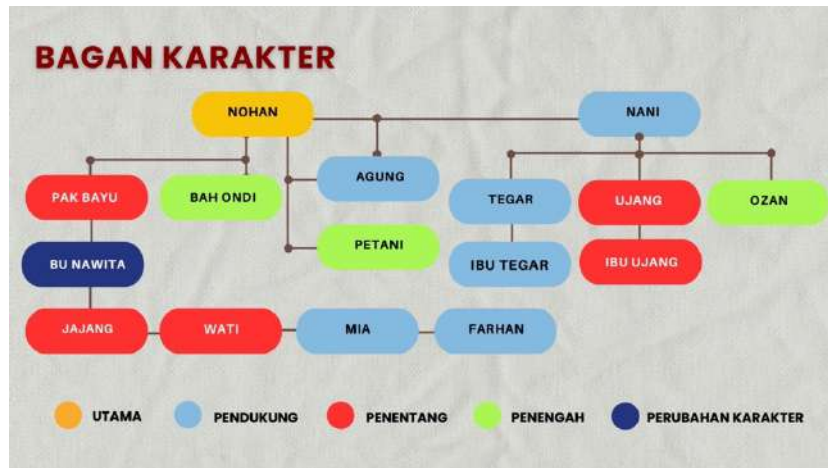 BAGAN KARAKTER
NOHAN
NANI
AGUNG
PAK BAYU
BAH ONDI
TEGAR
UJANG
OZAN
PETANI
BU NAWITA
IBU TEGAR
IBU UJANG
JAJANG
WATI
MIA
FARHAN
UTAMA
PENDUKUNG
PENENTANG
PENENGAH
PERUBAHAN KARAKTER